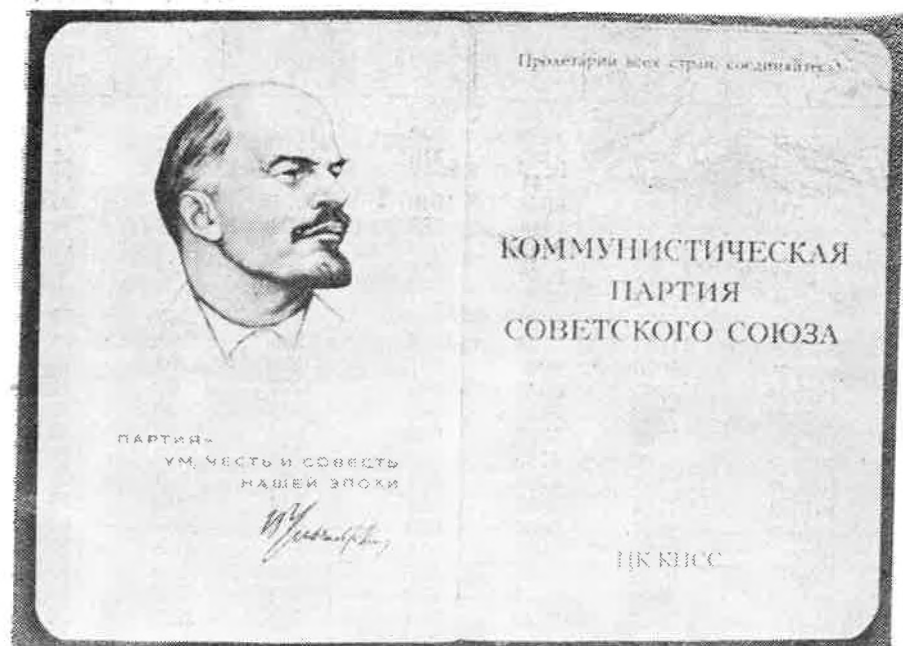 ПАРТИЯ–
УМ, ЧЕСТЬ И СОВЕСТЬ
НАШЕЙ ЭПОХИ
Пролетарии всех стран, соединяйтесь!
КОММУНИСТИЧЕСКАЯ
ПАРТИЯ
СОВЕТСКОГО СОЮЗА
ЦК КПСС